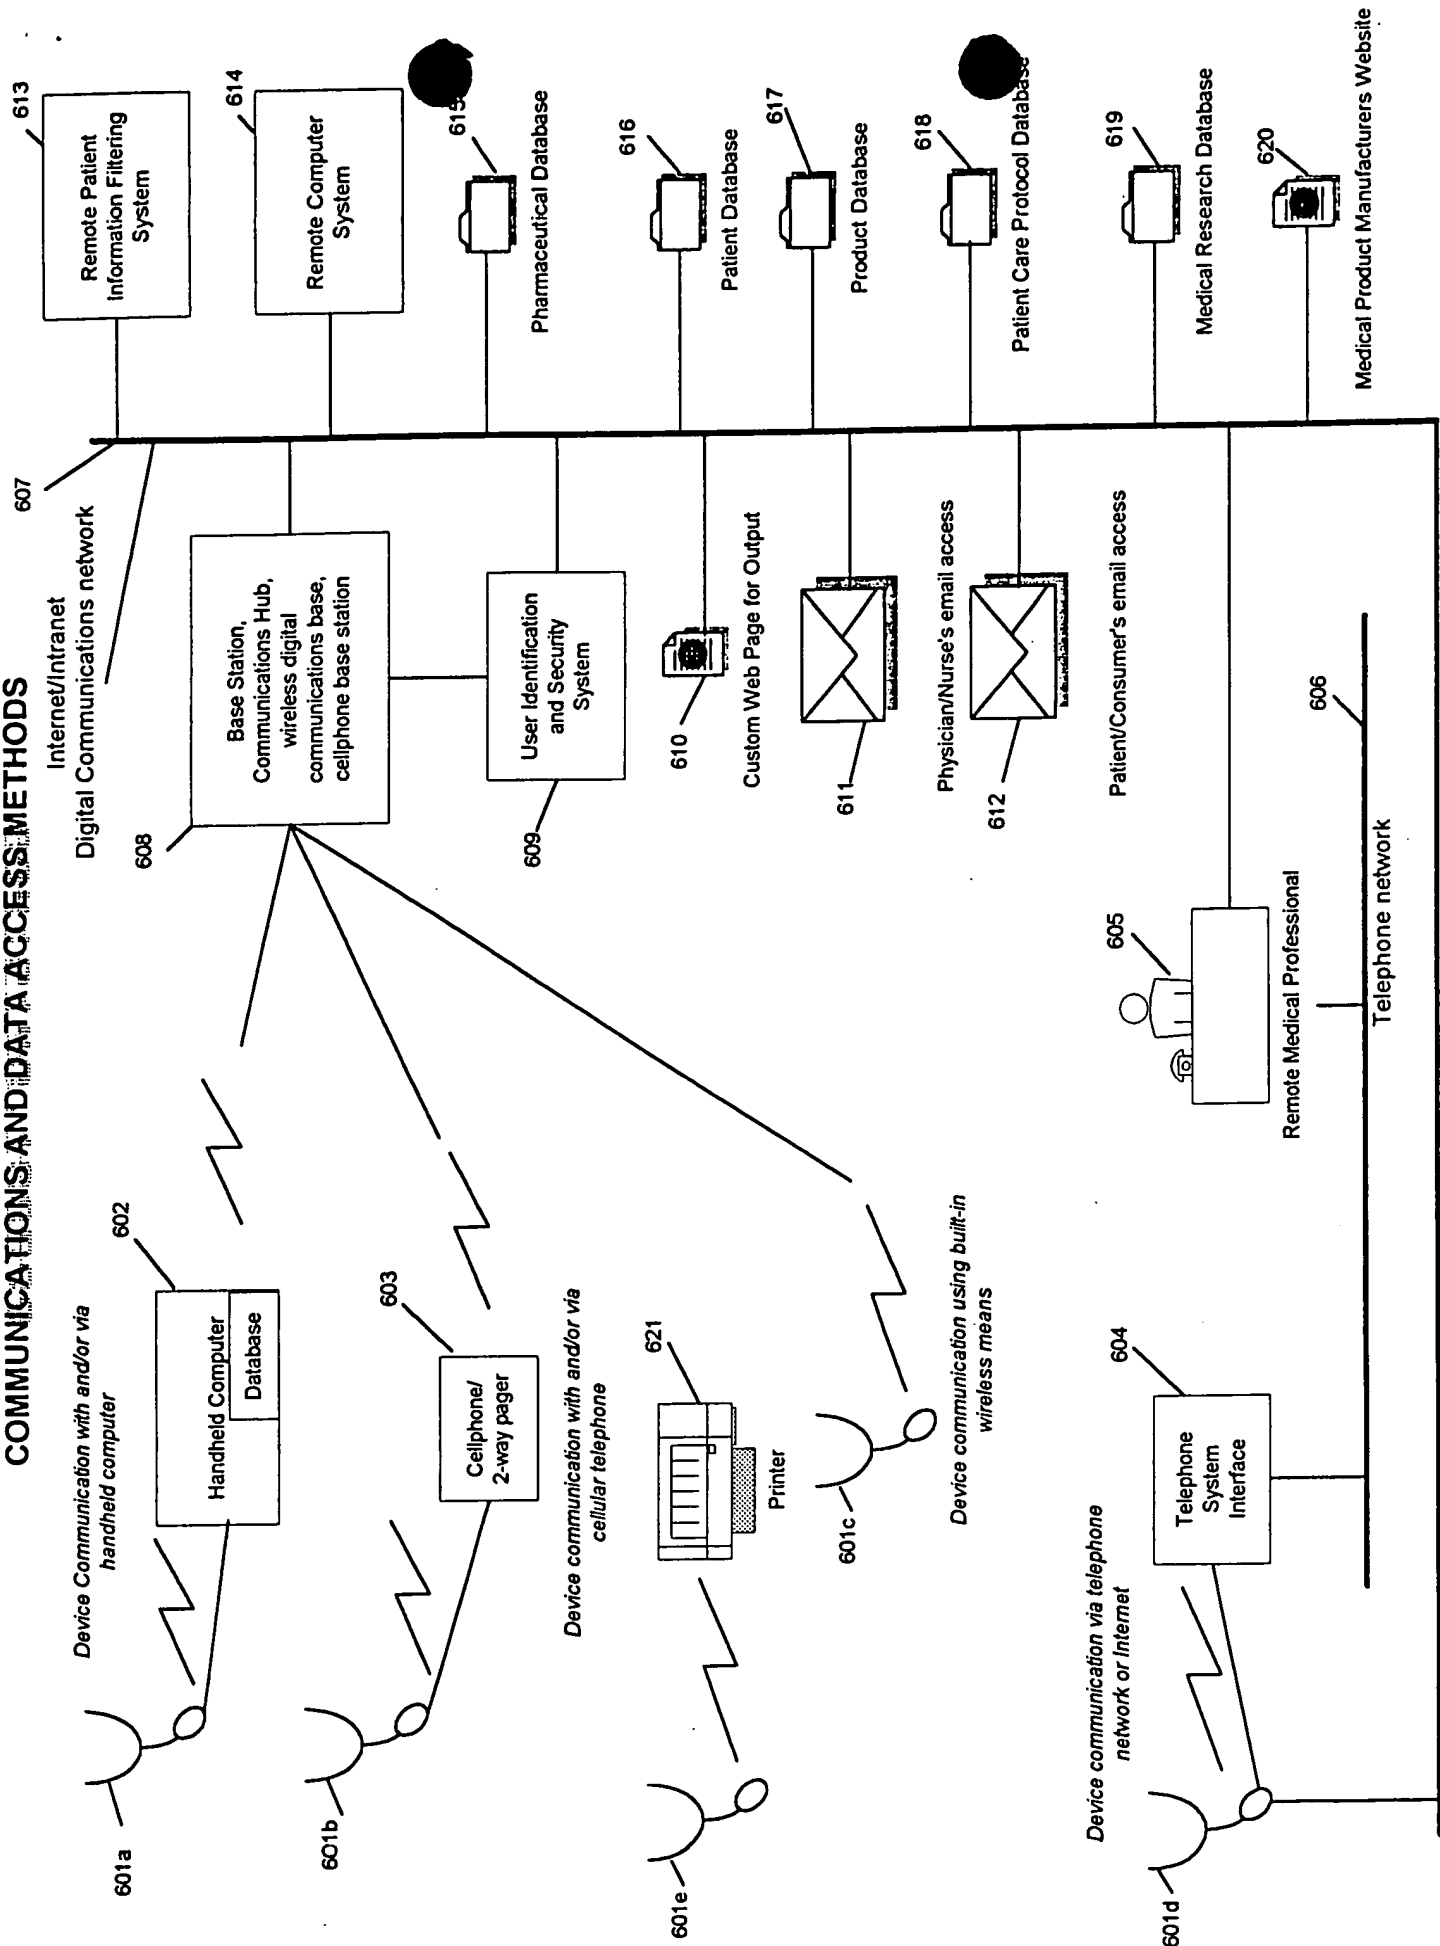 COMMUNICATIONS AND DATA ACCESS METHODS
Internet/Intranet
Digital Communications network
607
613
Remote Patient
Information Filtering
System
614
Remote Computer
System
615
Pharmaceutical Database
616
Patient Database
617
Product Database
618
Patient Care Protocol Database
619
Medical Research Database
620
Medical Product Manufacturers Website
608
Base Station,
Communications Hub,
wireless digital
communications base,
cellphone base station
609
User Identification
and Security
System
610
Custom Web Page for Output
611
Physician/Nurse's email access
612
Patient/Consumer's email access
Device Communication with and/or via
handheld computer
601a
602
Handheld Computer
Database
601b
603
Cellphone/
2-way pager
Device communication with and/or via
cellular telephone
601e
621
Printer
601c
Device communication using built-in
wireless means
605
Remote Medical Professional
Device communication via telephone
network or Internet
601d
604
Telephone
System
Interface
606
Telephone network